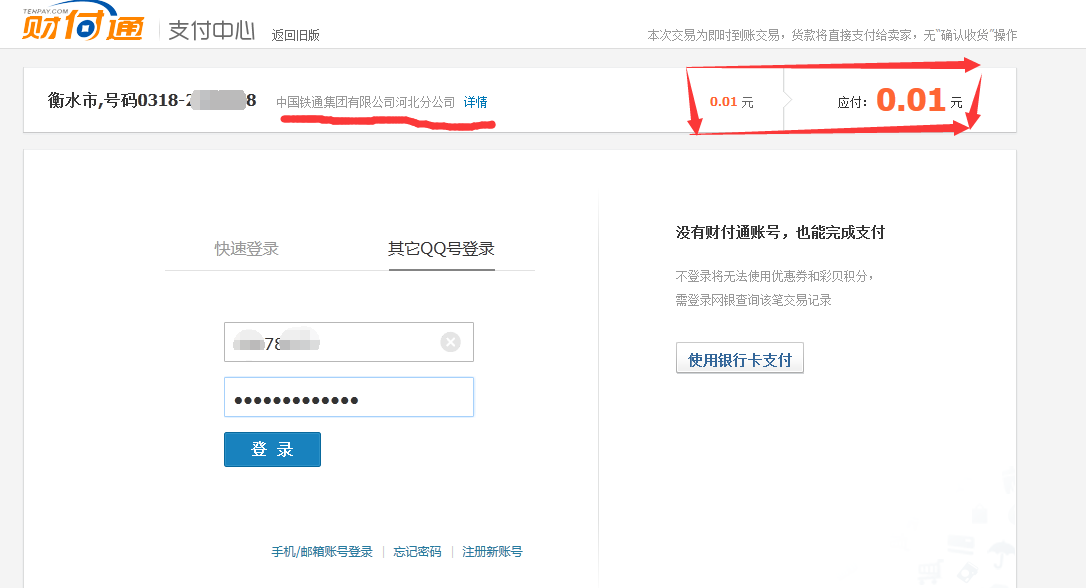 TENPAY.COM
财付通 支付中心 返回旧版
本次交易为即时到账交易，货款将直接支付给卖家，无"确认收货"操作
衡水市,号码0318-2 8 中国铁通集团有限公司河北分公司 详情
0.01 元 应付： 0.01 元
快速登录 其它QQ号登录
78
●●●●●●●●●●●●●
登 录
手机/邮箱账号登录 | 忘记密码 | 注册新账号
没有财付通账号，也能完成支付
不登录将无法使用优惠券和彩贝积分，
需登录网银查询该笔交易记录
使用银行卡支付